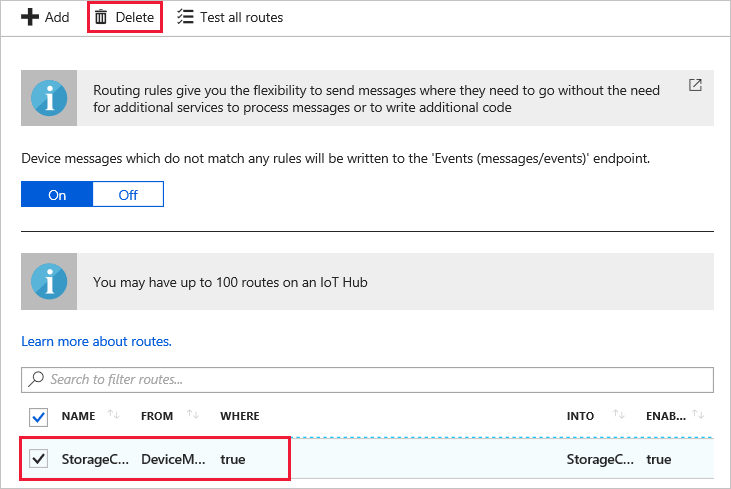 Add Delete Test all routes
Routing rules give you the flexibility to send messages where they need to go without the need
for additional services to process messages or to write additional code
Device messages which do not match any rules will be written to the 'Events (messages/events)' endpoint.
On Off
You may have up to 100 routes on an IoT Hub
Learn more about routes.
Search to filter routes...
NAME FROM WHERE INTO ENAB...
StorageC... DeviceM... true StorageC... true